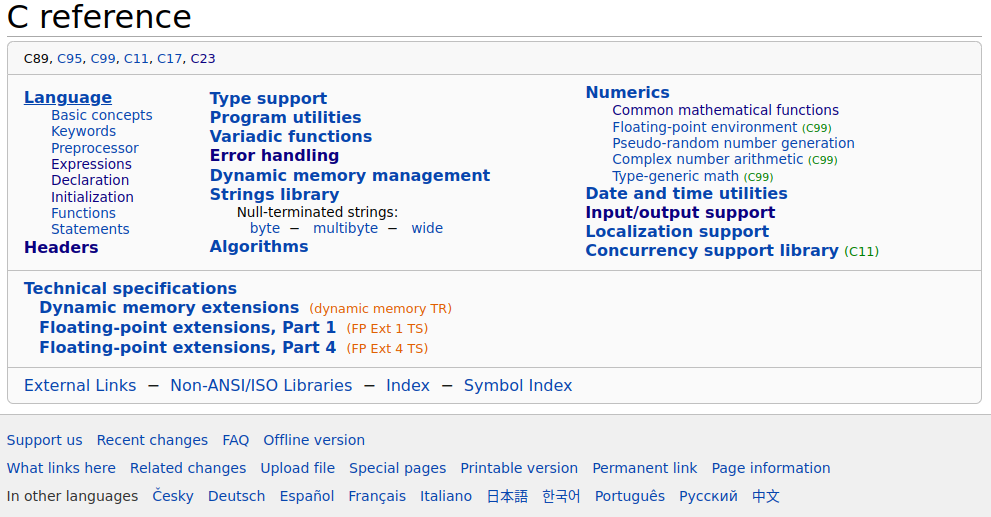 C reference
C89, C95, C99, C11, C17, C23
Language
Basic concepts
Keywords
Preprocessor
Expressions
Declaration
Initialization
Functions
Statements
Headers
Type support
Program utilities
Variadic functions
Error handling
Dynamic memory management
Strings library
Null-terminated strings:
byte − multibyte − wide
Algorithms
Numerics
Common mathematical functions
Floating-point environment (C99)
Pseudo-random number generation
Complex number arithmetic (C99)
Type-generic math (C99)
Date and time utilities
Input/output support
Localization support
Concurrency support library (C11)
Technical specifications
Dynamic memory extensions (dynamic memory TR)
Floating-point extensions, Part 1 (FP Ext 1 TS)
Floating-point extensions, Part 4 (FP Ext 4 TS)
External Links − Non-ANSI/ISO Libraries − Index − Symbol Index
Support us Recent changes FAQ Offline version
What links here Related changes Upload file Special pages Printable version Permanent link Page information
In other languages Česky Deutsch Español Français Italiano 日本語 한국어 Português Русский 中文